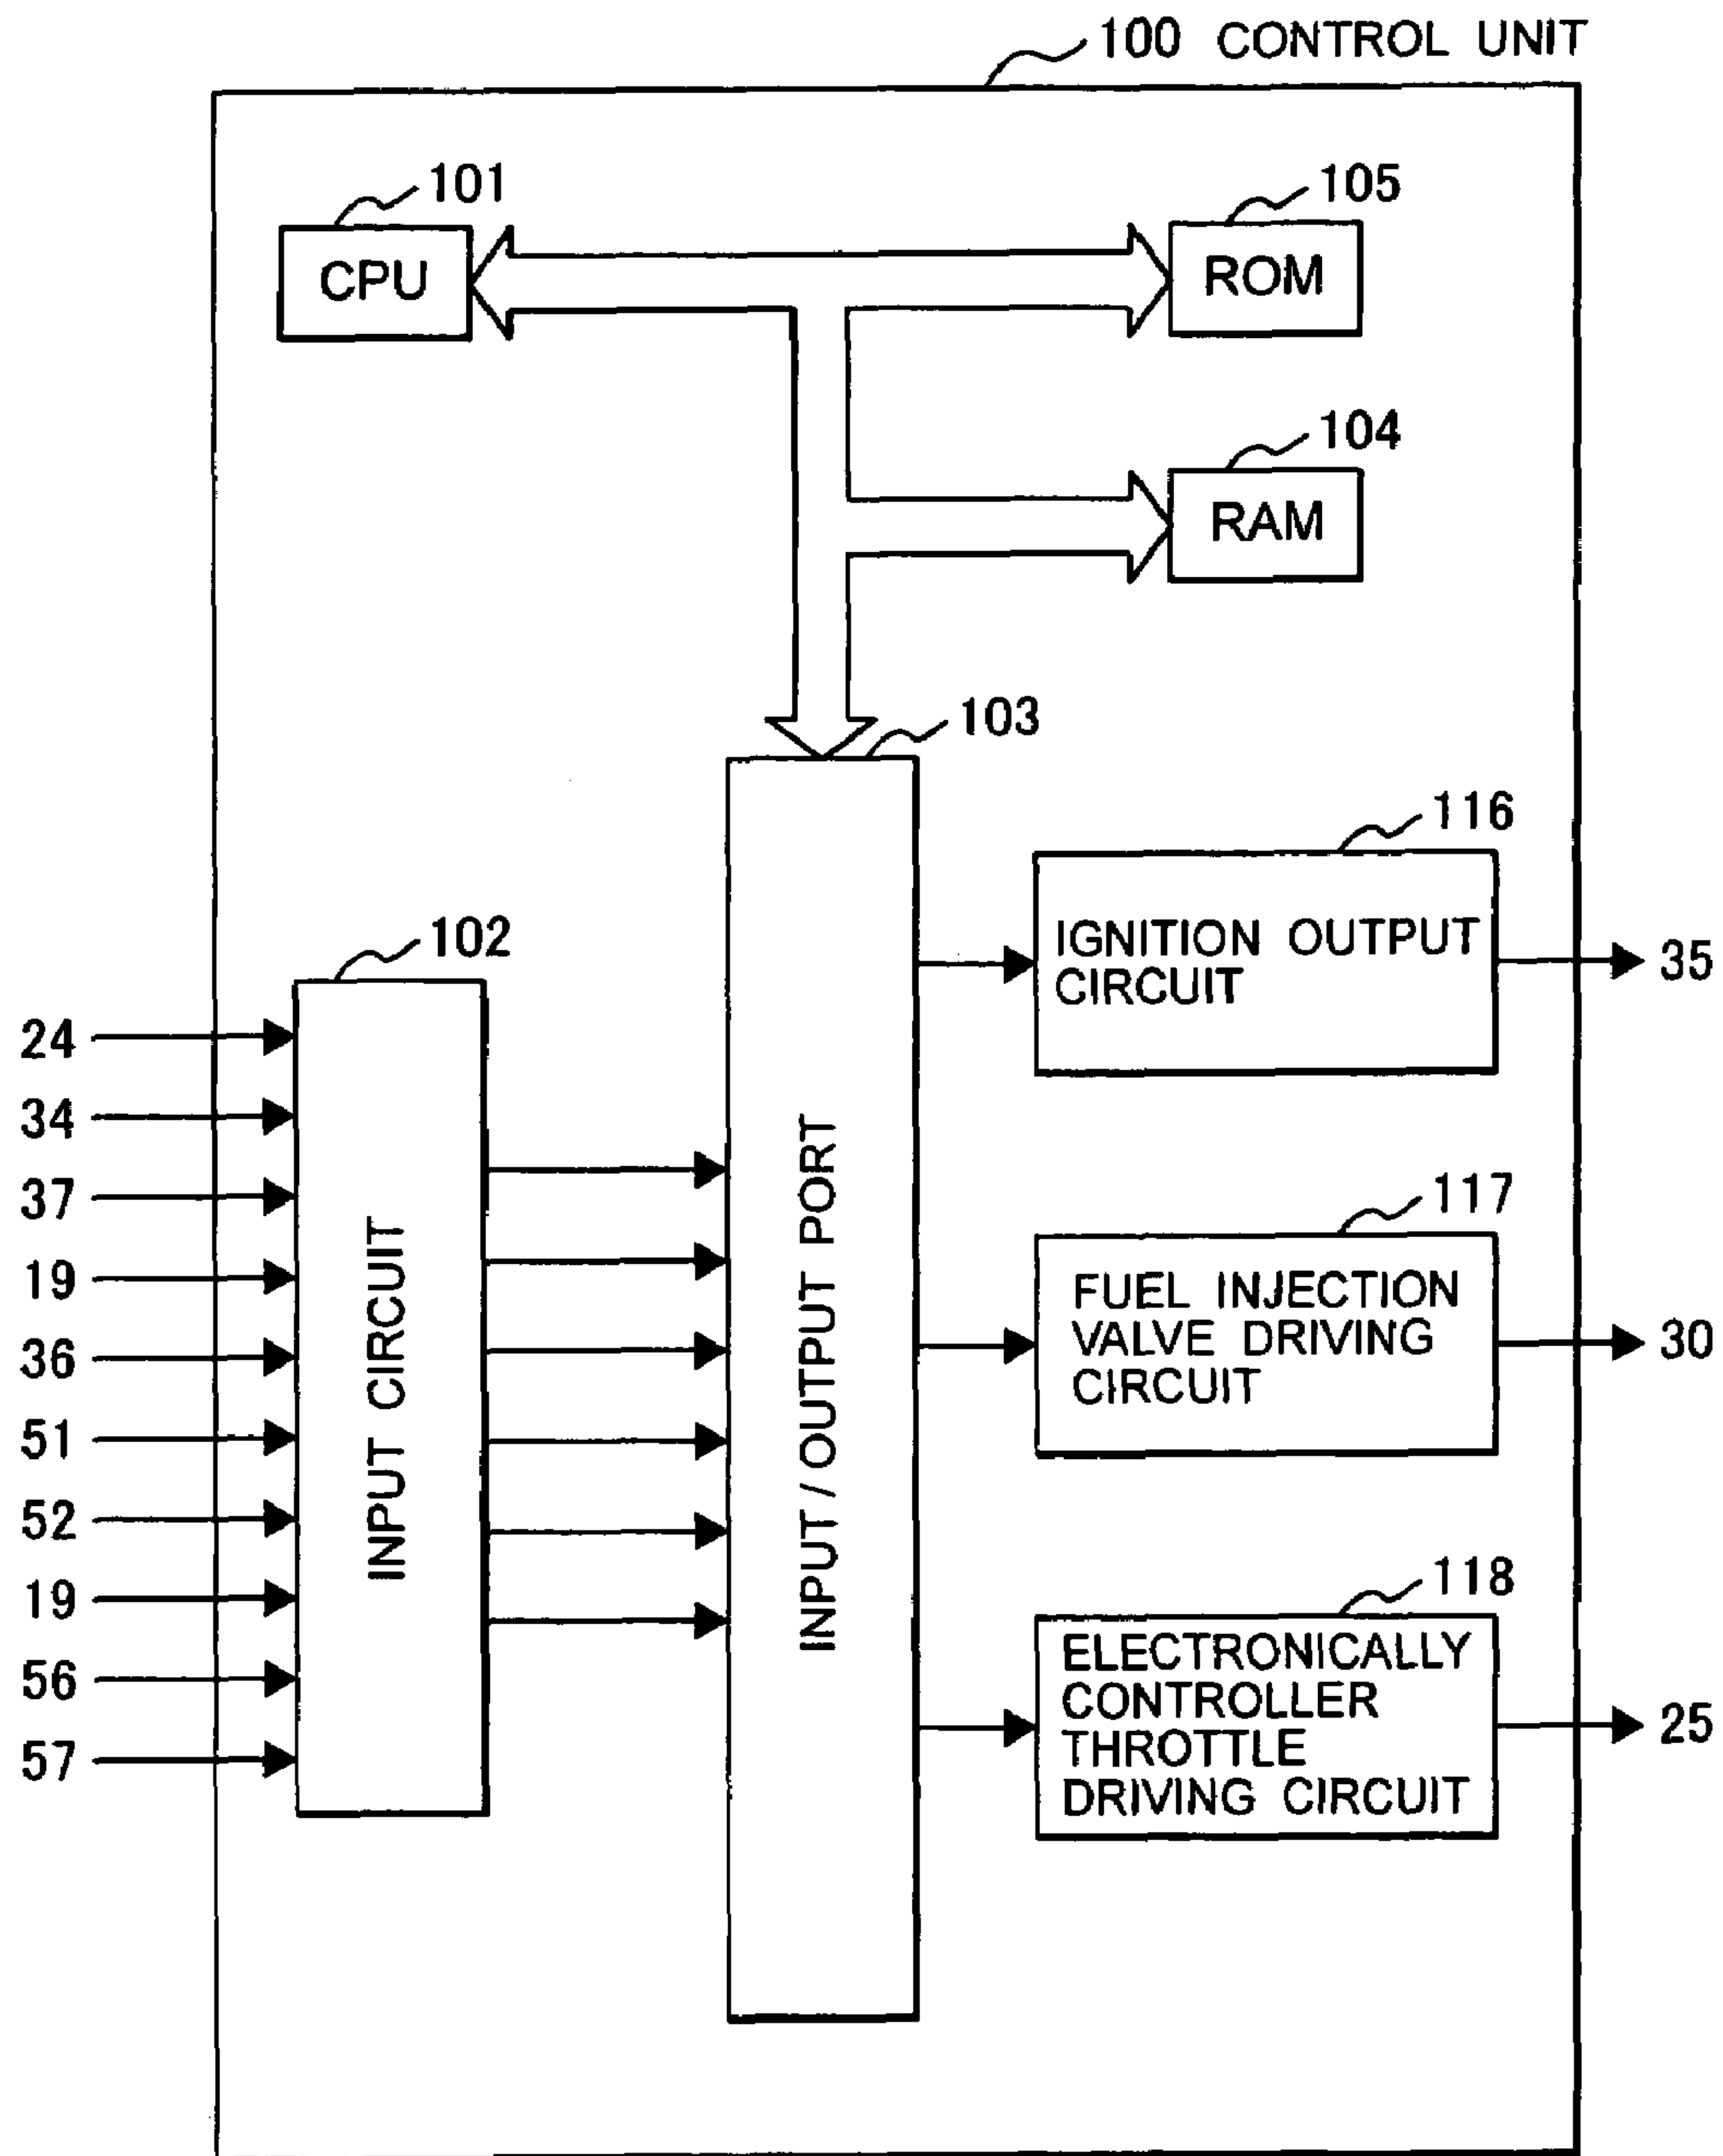 100 CONTROL UNIT
101
CPU
105
ROM
104
RAM
103
INPUT/OUTPUT PORT
102
INPUT CIRCUIT
24
34
37
19
36
51
52
19
56
57
116
IGNITION OUTPUT
CIRCUIT
35
117
FUEL INJECTION
VALVE DRIVING
CIRCUIT
30
118
ELECTRONICALLY
CONTROLLER
THROTTLE
DRIVING CIRCUIT
25